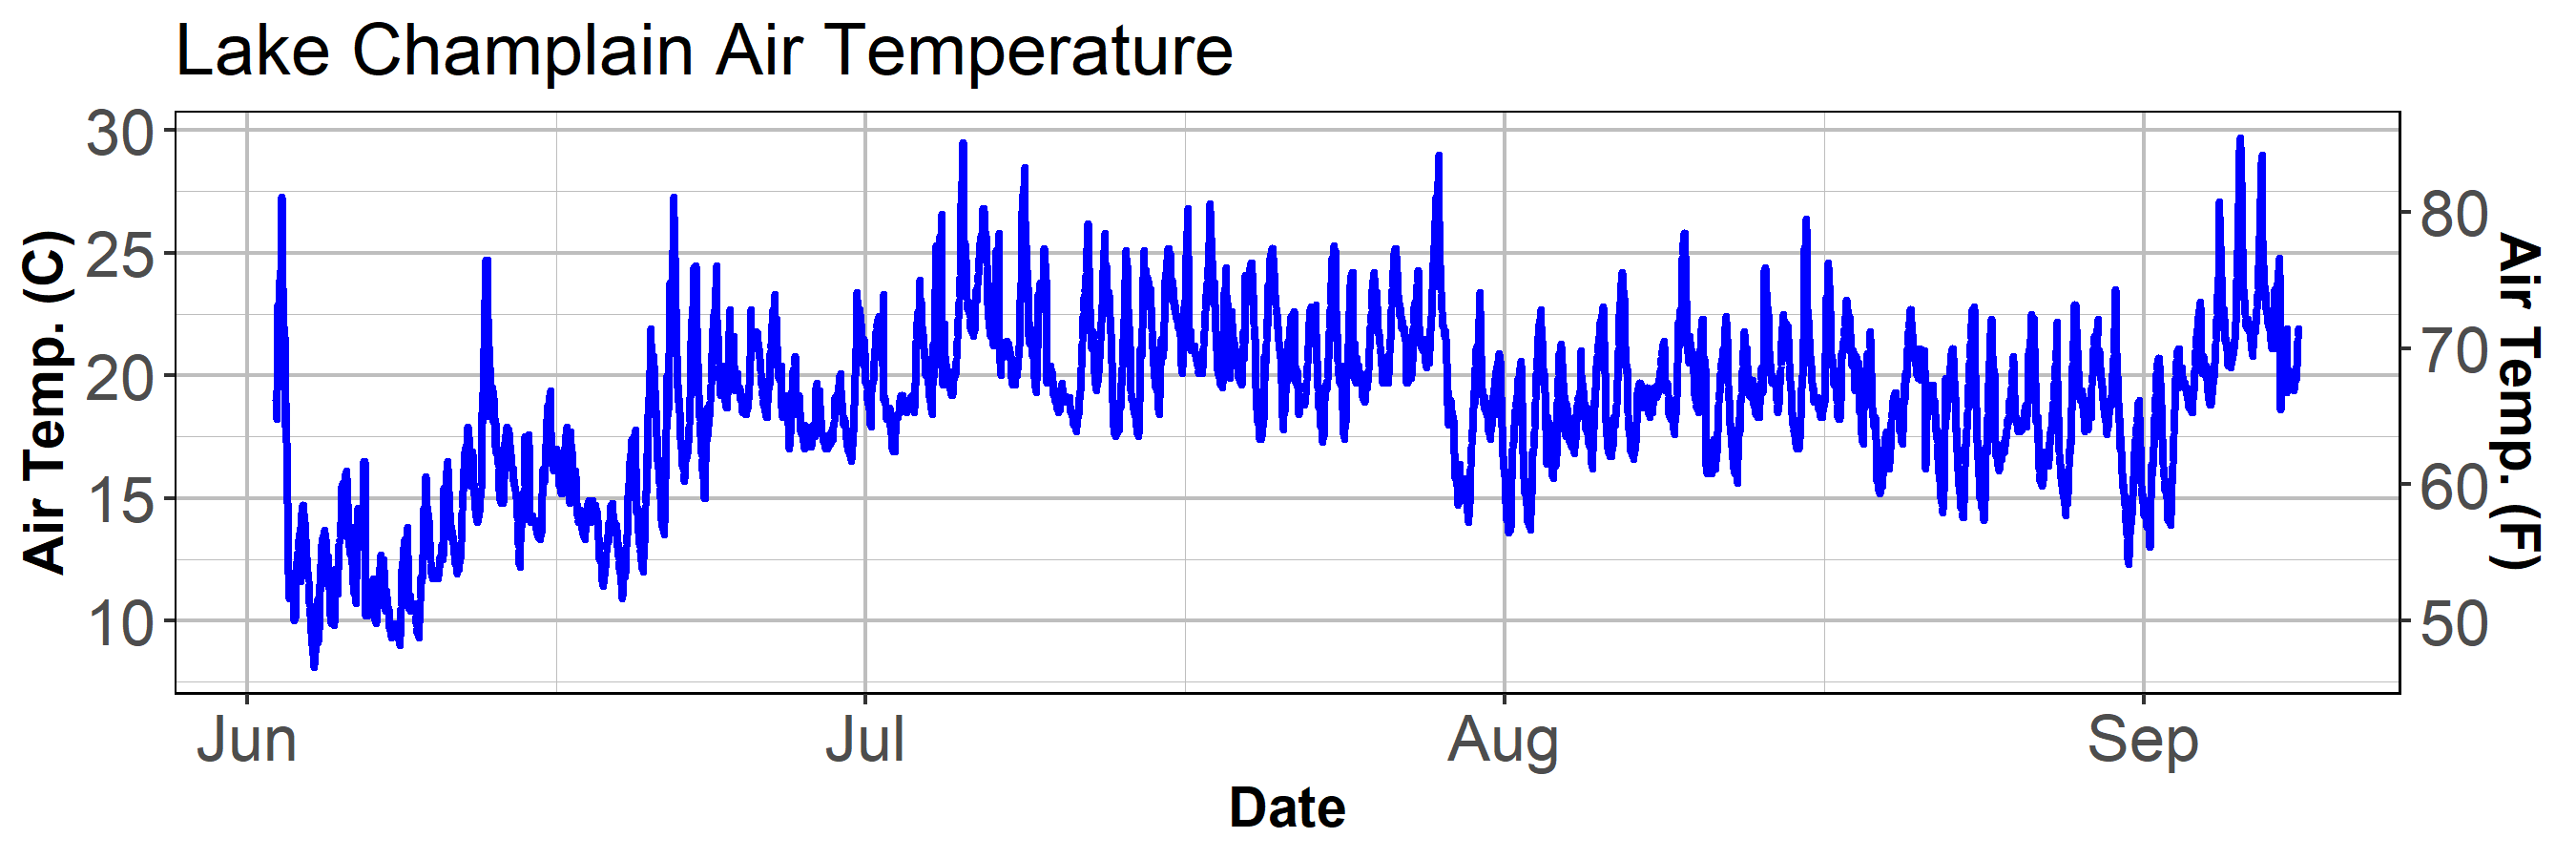 Lake Champlain Air Temperature
30
25
20
15
10
Air Temp. (C)
80
70
60
50
Air Temp. (F)
Jun Jul Aug Sep
Date